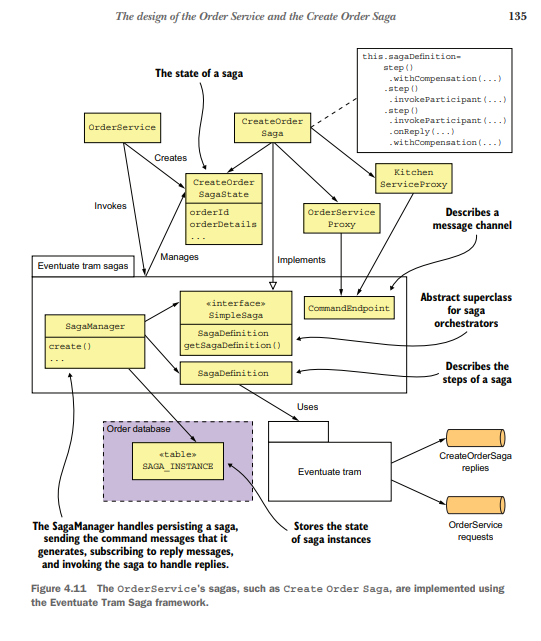 The design of the Order Service and the Create Order Saga
135
this.sagaDefinition=
step()
.withCompensation(...)
.step()
.invokeParticipant(...)
.step()
.invokeParticipant(...)
.onReply(...)
.withCompensation(...)
The state of a saga
OrderService
CreateOrder
Saga
Creates
Kitchen
ServiceProxy
CreateOrder
SagaState
orderId
orderDetails
...
OrderService
Proxy
Invokes
Describes a
message channel
Manages
Implements
Eventuate tram sagas
«interface»
SimpleSaga
SagaDefinition
getSagaDefinition()
CommandEndpoint
Abstract superclass
for saga
orchestrators
SagaManager
create()
...
SagaDefinition
Describes the
steps of a saga
Uses
Order database
«table»
SAGA_INSTANCE
Eventuate tram
CreateOrderSaga
replies
OrderService
requests
The SagaManager handles persisting a saga,
sending the command messages that it
generates, subscribing to reply messages,
and invoking the saga to handle replies.
Stores the state
of saga instances
Figure 4.11 The OrderService's sagas, such as Create Order Saga, are implemented using
the Eventuate Tram Saga framework.